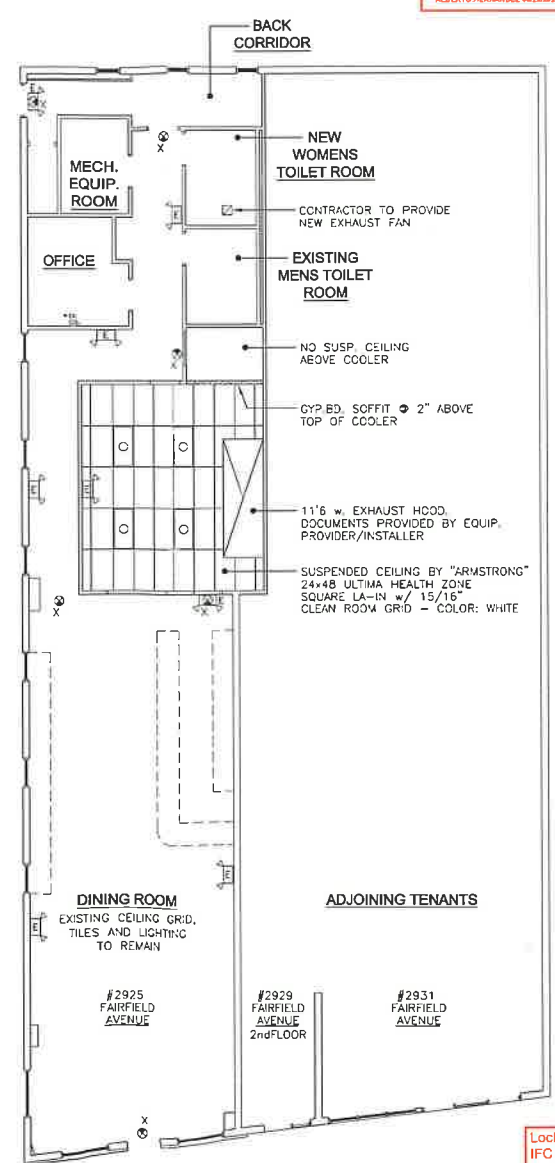 BACK
CORRIDOR
MECH.
EQUIP.
ROOM
NEW
WOMENS
TOILET ROOM
CONTRACTOR TO PROVIDE
NEW EXHAUST FAN
OFFICE
EXISTING
MENS TOILET
ROOM
NO SUSP. CEILING
ABOVE COOLER
GYP.BD. SOFFIT @ 2" ABOVE
TOP OF COOLER
11'6 w. EXHAUST HOOD.
DOCUMENTS PROVIDED BY EQUIP.
PROVIDER/INSTALLER
SUSPENDED CEILING BY "ARMSTRONG"
24x48 ULTIMA HEALTH ZONE
SQUARE LA-IN w/ 15/16"
CLEAN ROOM GRID - COLOR: WHITE
DINING ROOM
EXISTING CEILING GRID,
TILES AND LIGHTING
TO REMAIN
ADJOINING TENANTS
#2925
FAIRFIELD
AVENUE
#2929
FAIRFIELD
AVENUE
2ndFLOOR
#2931
FAIRFIELD
AVENUE
X
X
X
X
X
X
E
E
E
E
E
E
E
E
Lock
IFC